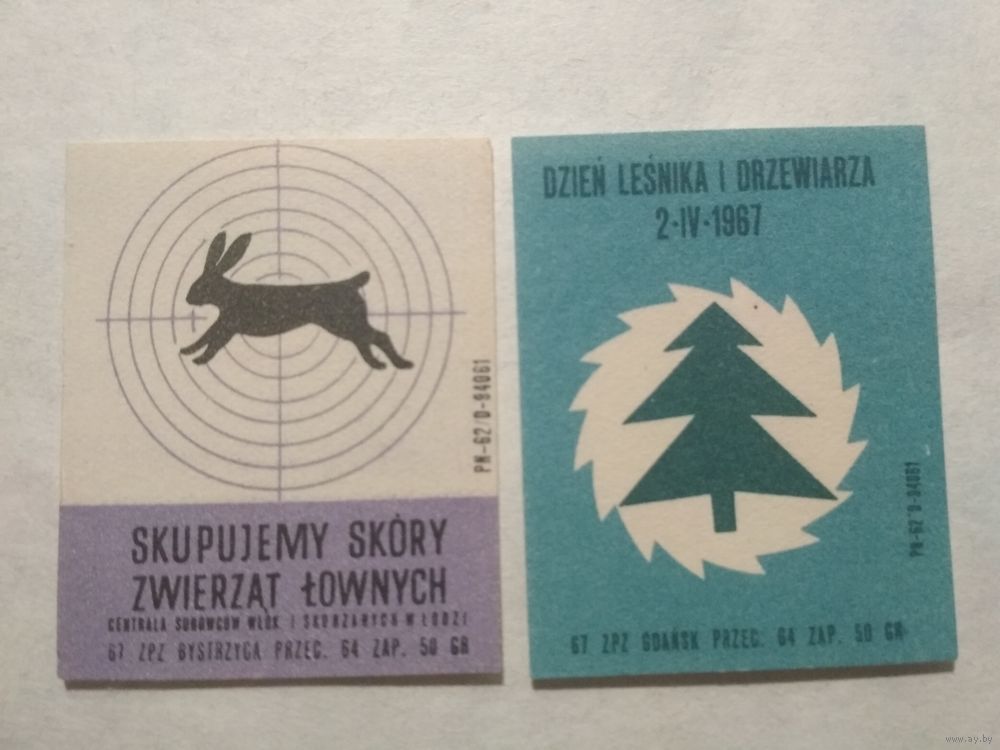 SKUPUJEMY SKÓRY
ZWIERZĄT ŁOWNYCH
CENTRALA SUROWCÓW WŁÓK. I SKÓRZANYCH W ŁODZI
67 ZPZ BYSTRZYCA PRZEC. 64 ZAP. 50 GR
PN-62/D-94061
DZIEŃ LEŚNIKA I DRZEWIARZA
2·IV·1967
67 ZPZ GDAŃSK PRZEC. 64 ZAP. 50 GR
PN-62/D-94061
www.ay.by